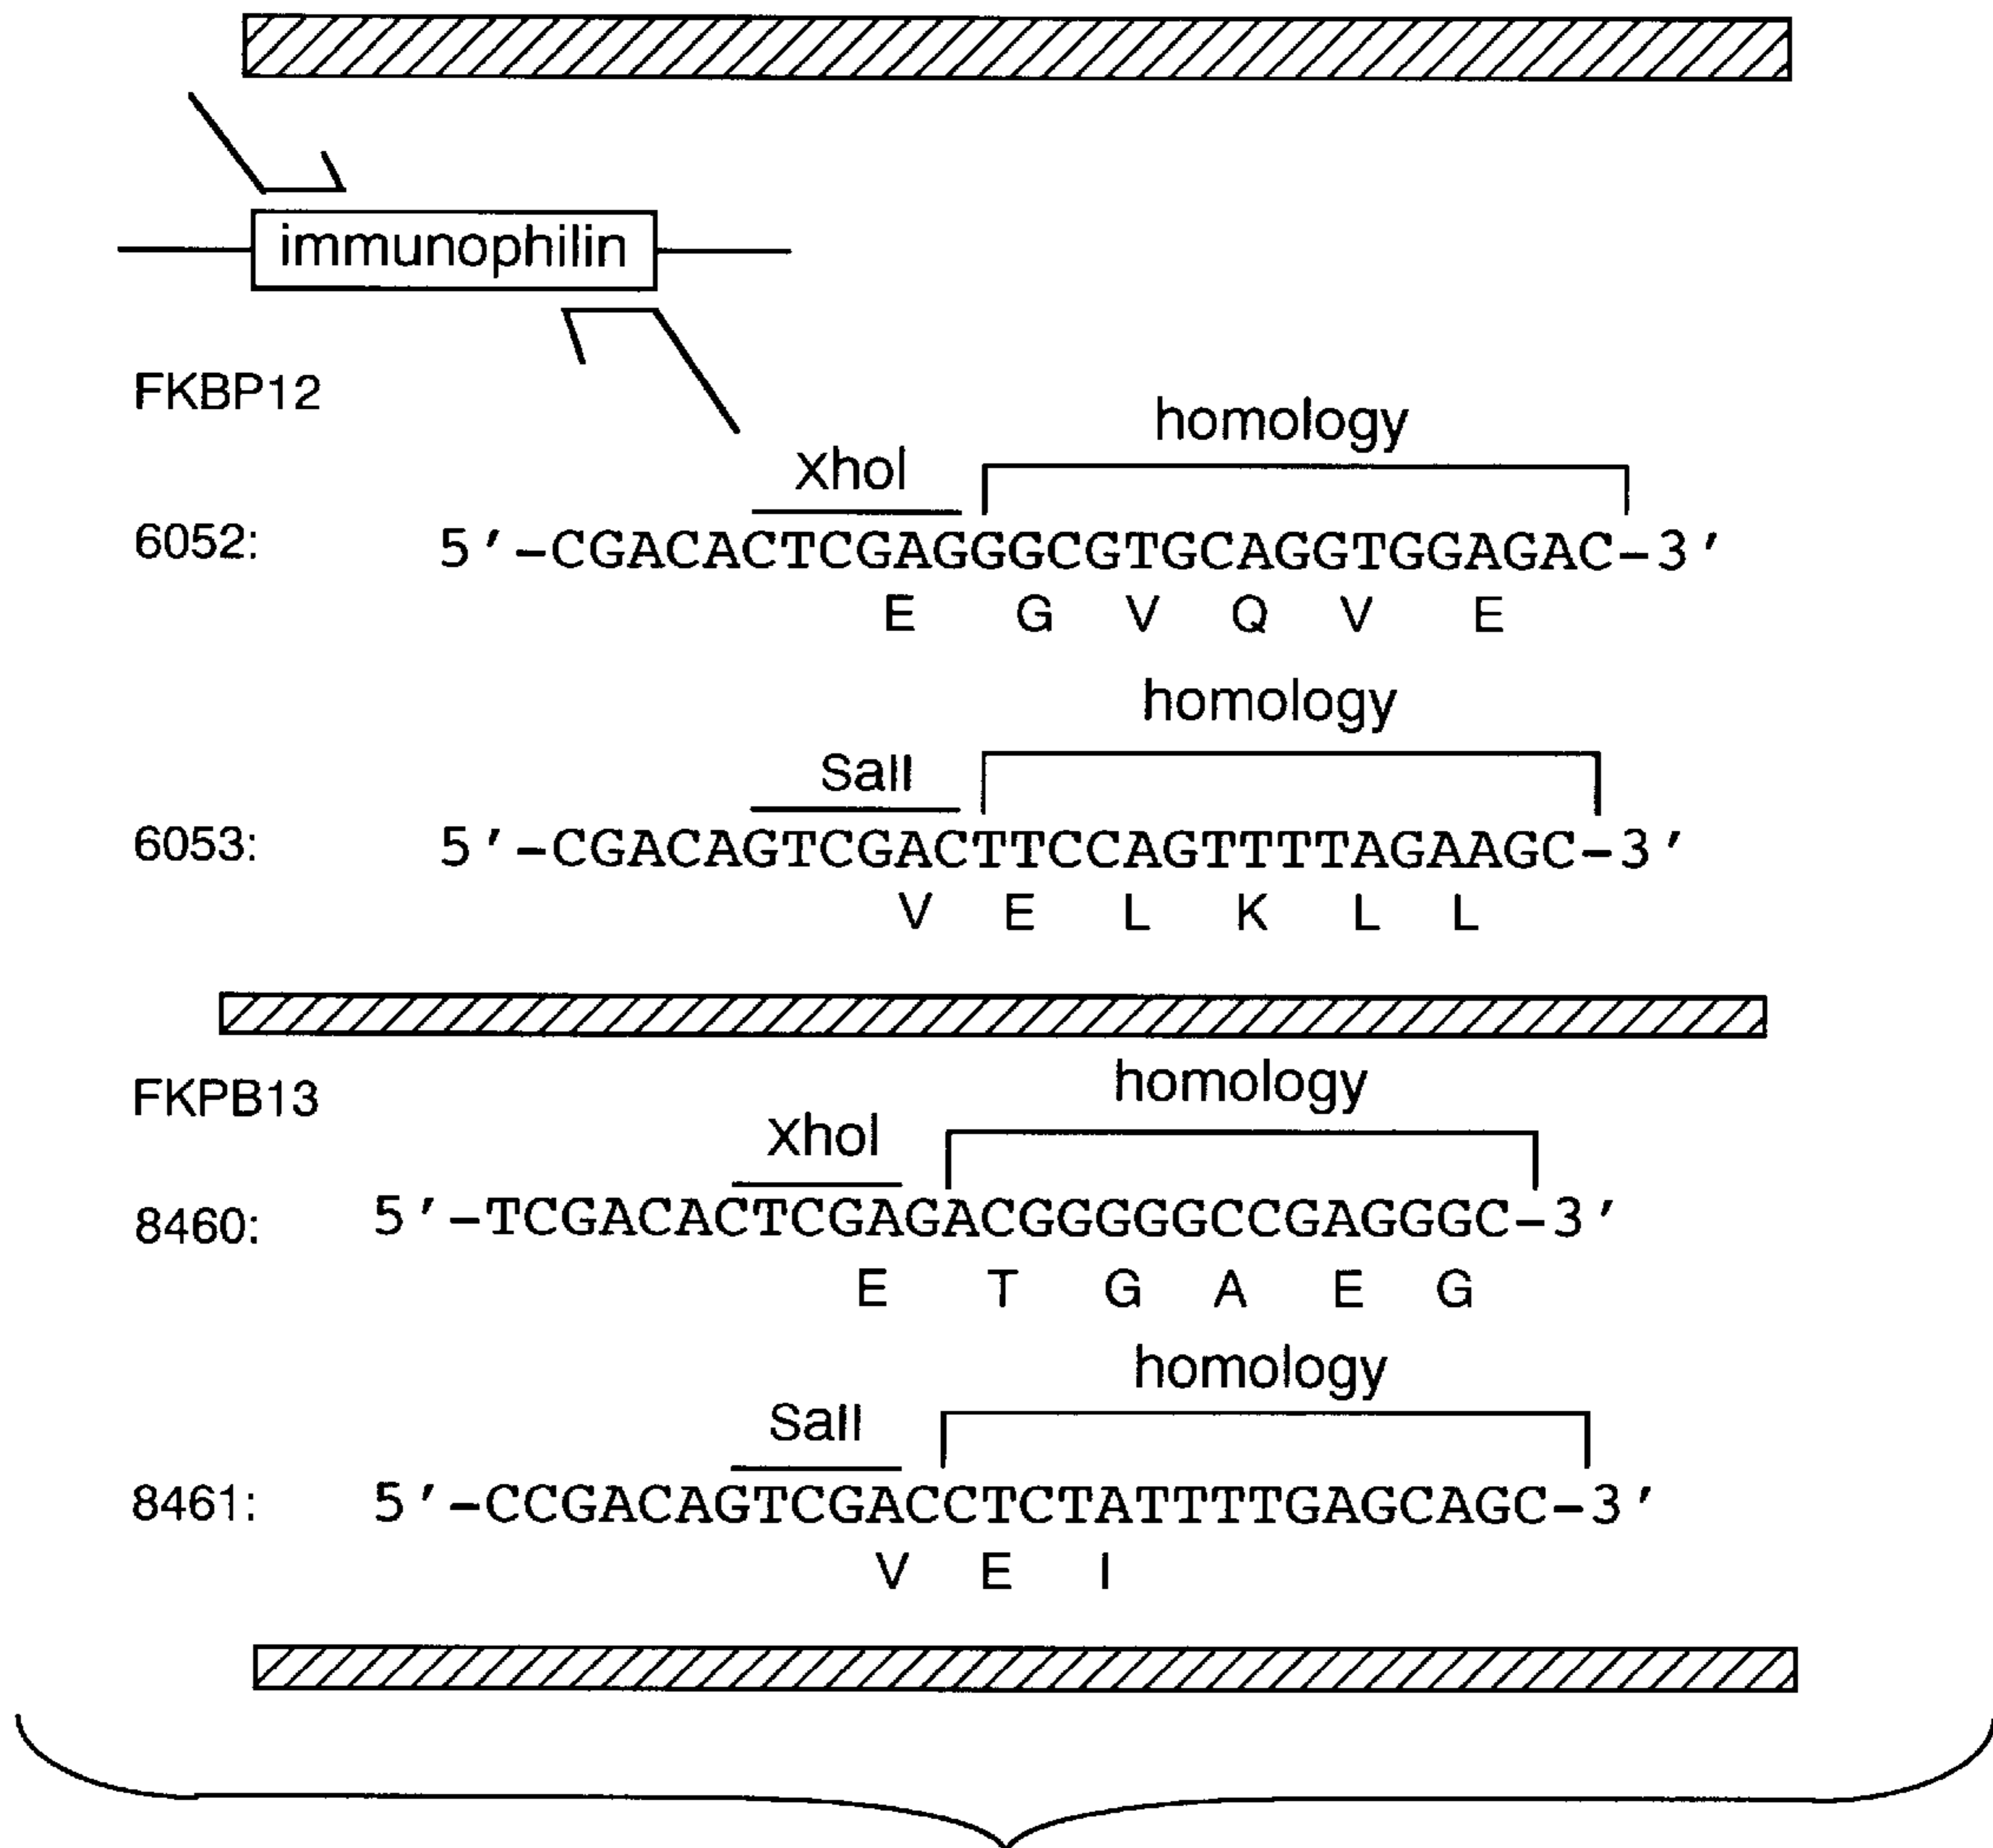 immunophilin
FKBP12
homology
XhoI
6052: 5'-CGACACTCGAGGGCGTGCAGGTGGAGAC-3'
E G V Q V E
homology
SalI
6053: 5'-CGACAGTCGACTTCCAGTTTTAGAAGC-3'
V E L K L L
FKPB13
homology
XhoI
8460: 5'-TCGACACTCGAGACGGGGGCCGAGGGC-3'
E T G A E G
homology
SalI
8461: 5'-CCGACAGTCGACCTCTATTTTGAGCAGC-3'
V E I